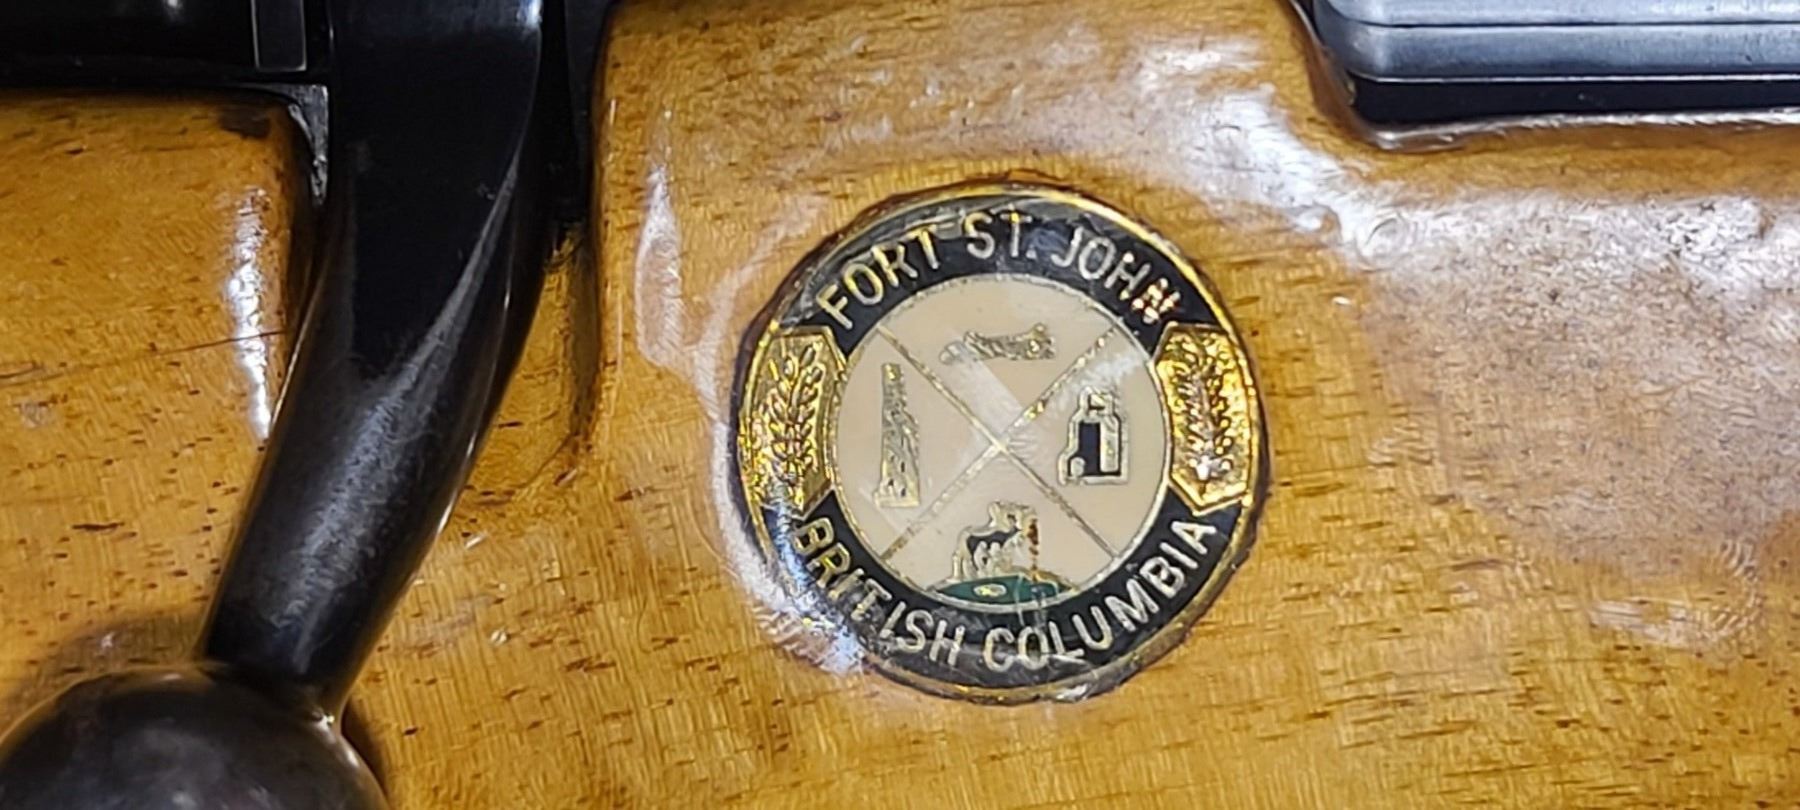 FORT ST. JOHN
BRITISH COLUMBIA